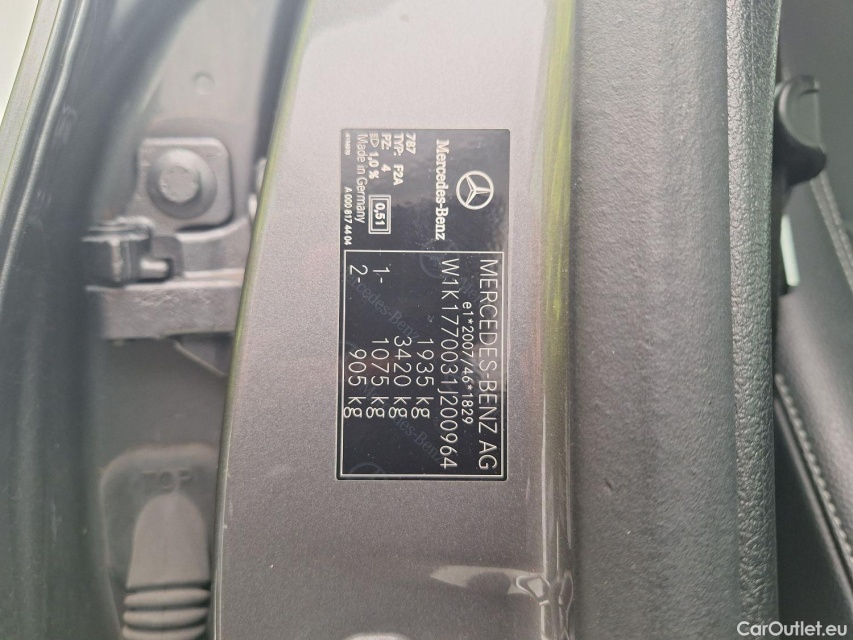 Mercedes-Benz
787
TYP: F2A
PZ: 4
ED 1,0 %
Made in Germany
0,51
A 000 817 44 04
MERCEDES-BENZ AG
e1*2007/46*1829
W1K1770031J200964
1935 kg
3420 kg
1- 1075 kg
2- 905 kg
TOP
CarOutlet.eu